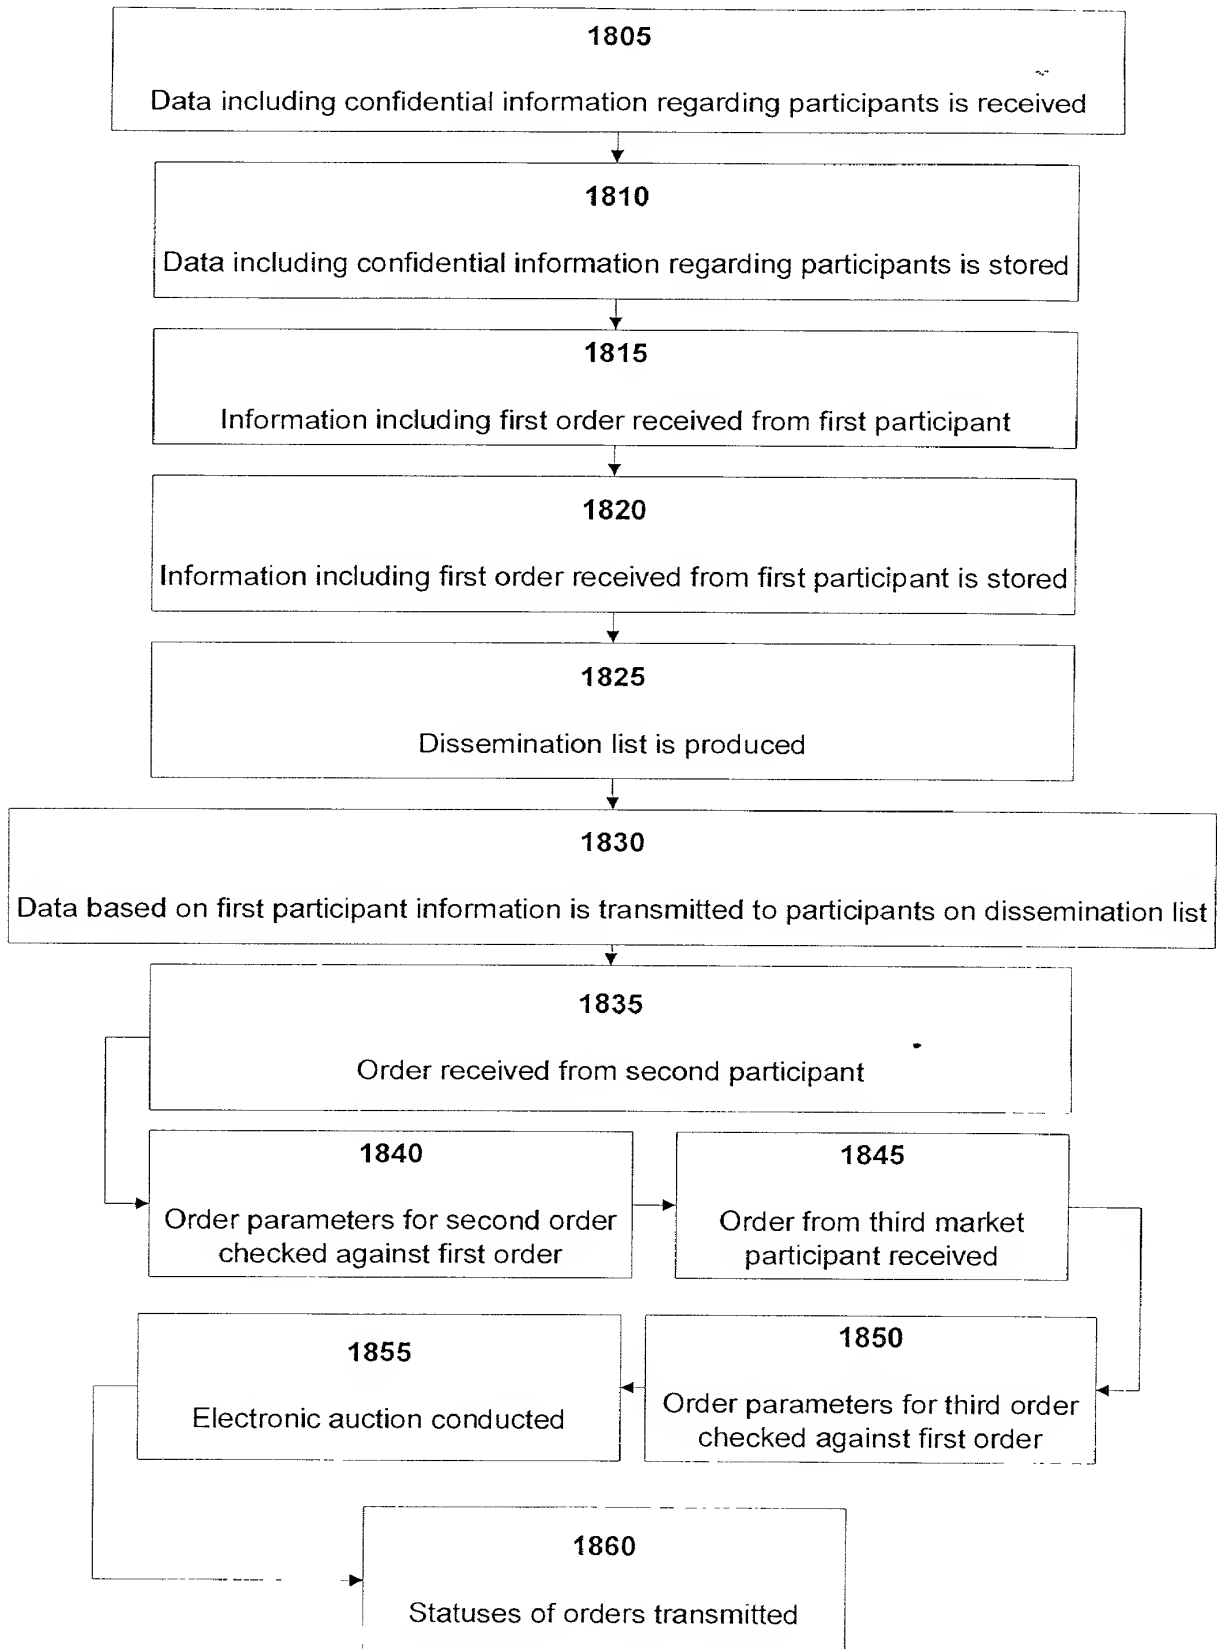 1805
Data including confidential information regarding participants is received
1810
Data including confidential information regarding participants is stored
1815
Information including first order received from first participant
1820
Information including first order received from first participant is stored
1825
Dissemination list is produced
1830
Data based on first participant information is transmitted to participants on dissemination list
1835
Order received from second participant
1840
Order parameters for second order
checked against first order
1845
Order from third market
participant received
1850
Order parameters for third order
checked against first order
1855
Electronic auction conducted
1860
Statuses of orders transmitted